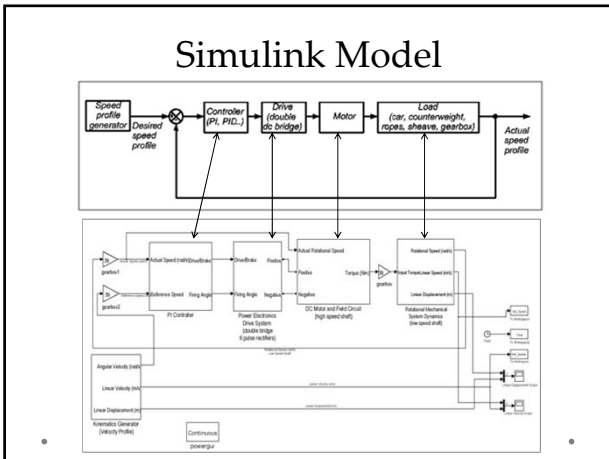 Simulink Model
Speed
profile
generator
Desired
speed
profile
Controller
(PI, PID..)
Drive
(double
dc bridge)
Motor
Load
(car, counterweight,
ropes, sheave, gearbox)
Actual
speed
profile
gearbox1
gearbox2
Actual Speed (rad/s)
Drive/Brake
Reference Speed
Firing Angle
PI Controller
Drive/Brake
Positive
Firing Angle
Negative
Power Electronics
Drive System
(double bridge
6 pulse rectifiers)
Actual Rotational Speed
Positive
Torque (Nm)
Negative
DC Motor and Field Circuit
(high speed shaft)
gearbox
Rotational Speed (rad/s)
Input Torque
Linear Speed (m/s)
Linear Displacement (m)
Rotational Mechanical
System Dynamics
(low speed shaft)
Angular Velocity (rad/s)
Linear Velocity (m/s)
Linear Displacement (m)
Kinematics Generator
(Velocity Profile)
Continuous
powergui